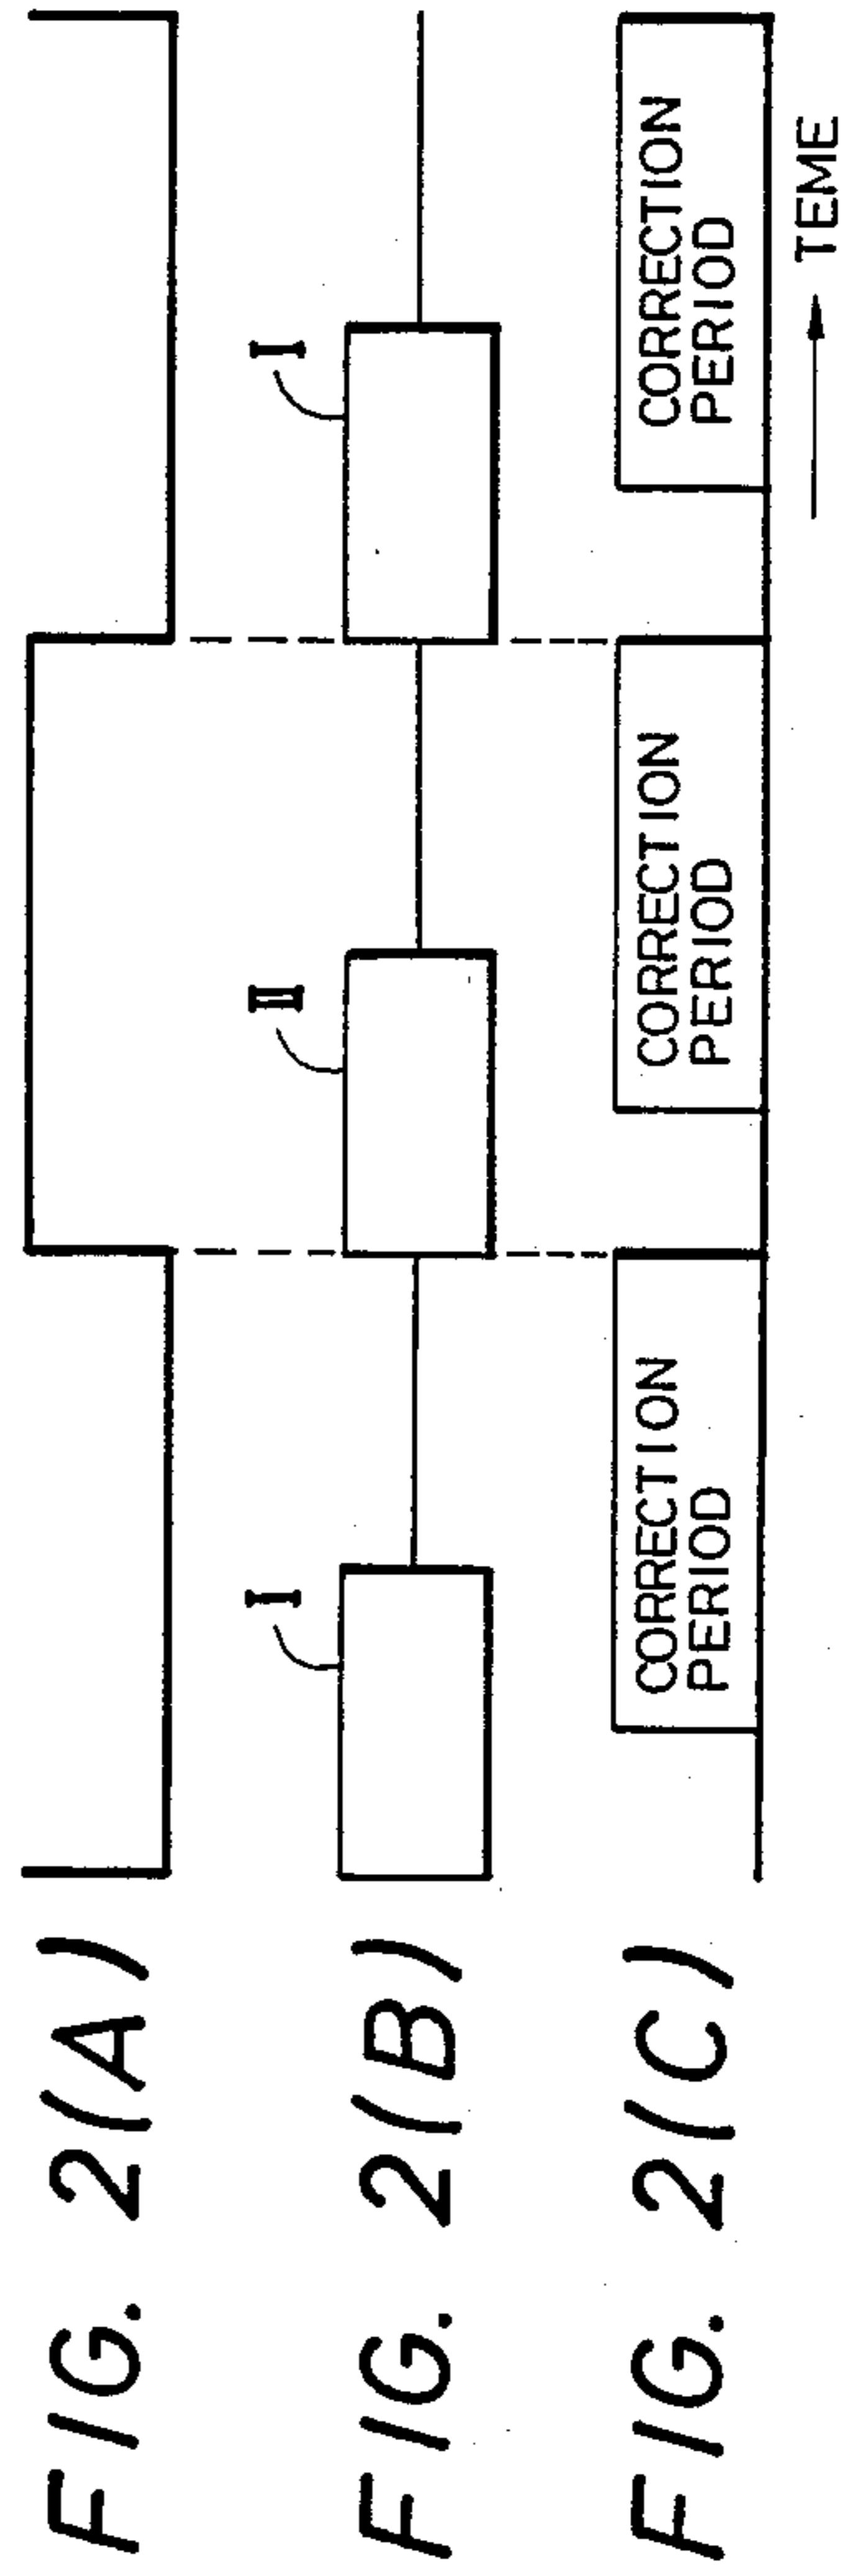 FIG. 2(A)
FIG. 2(B)
I
II
I
FIG. 2(C)
CORRECTION
PERIOD
CORRECTION
PERIOD
CORRECTION
PERIOD
TEME